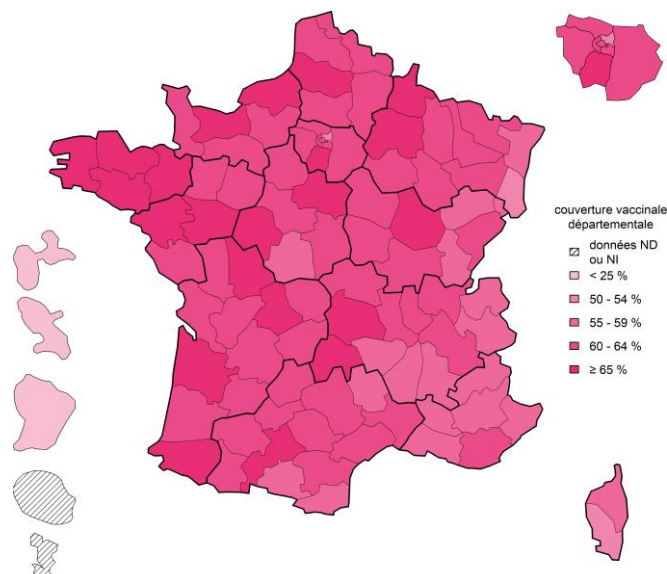 couverture vaccinale
départementale
données ND
ou NI
< 25 %
50 - 54 %
55 - 59 %
60 - 64 %
≥ 65 %